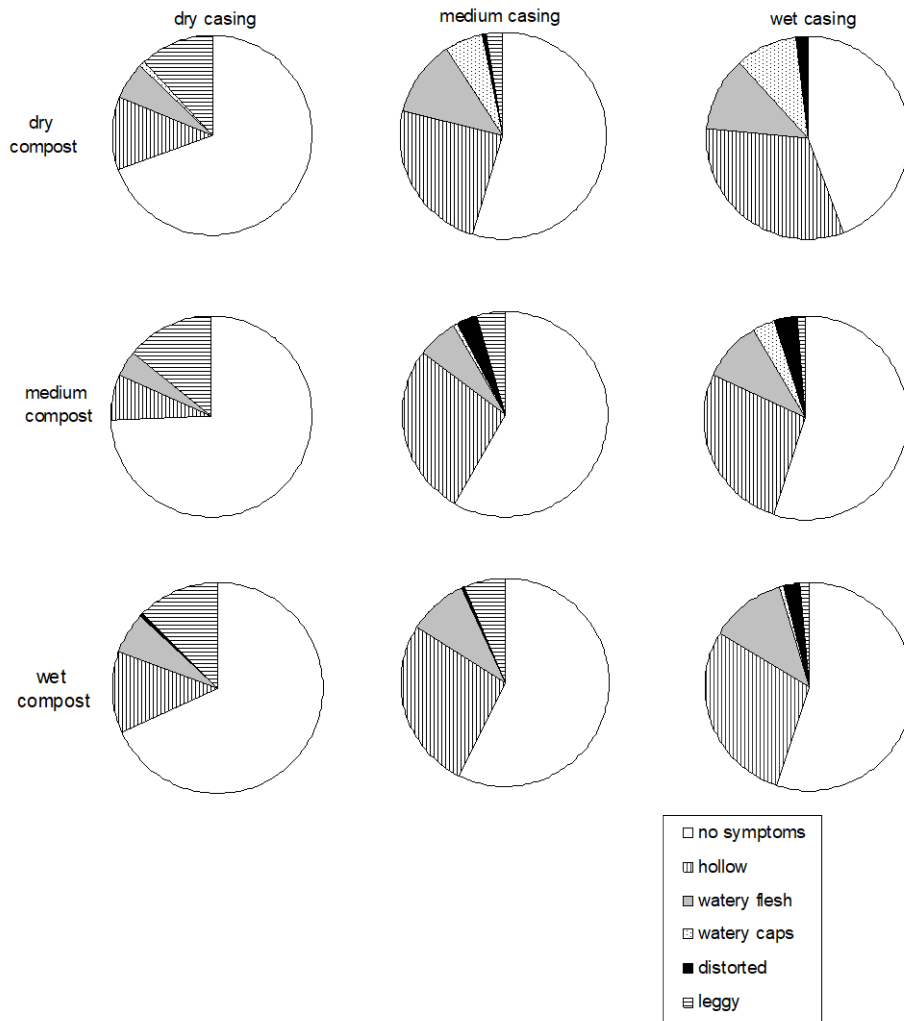 dry casing
medium casing
wet casing
dry
compost
medium
compost
wet
compost
no symptoms
hollow
watery flesh
watery caps
distorted
leggy